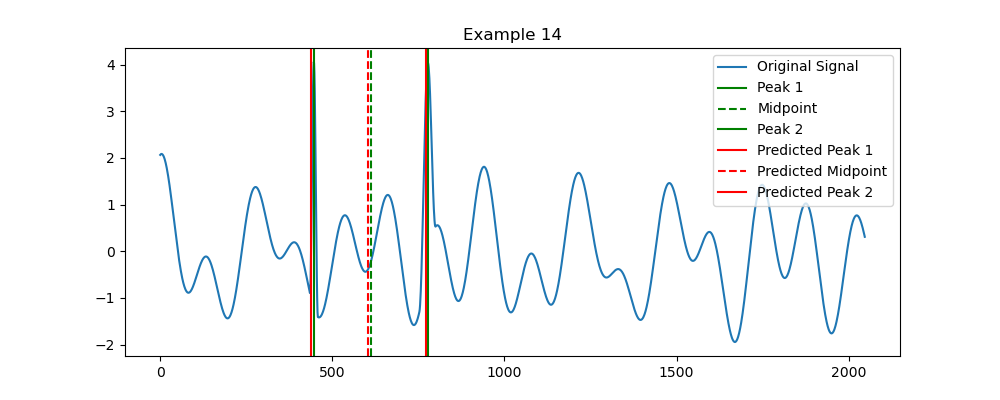 Example 14
4
3
2
1
0
−1
−2
0
500
1000
1500
2000
Original Signal
Peak 1
Midpoint
Peak 2
Predicted Peak 1
Predicted Midpoint
Predicted Peak 2